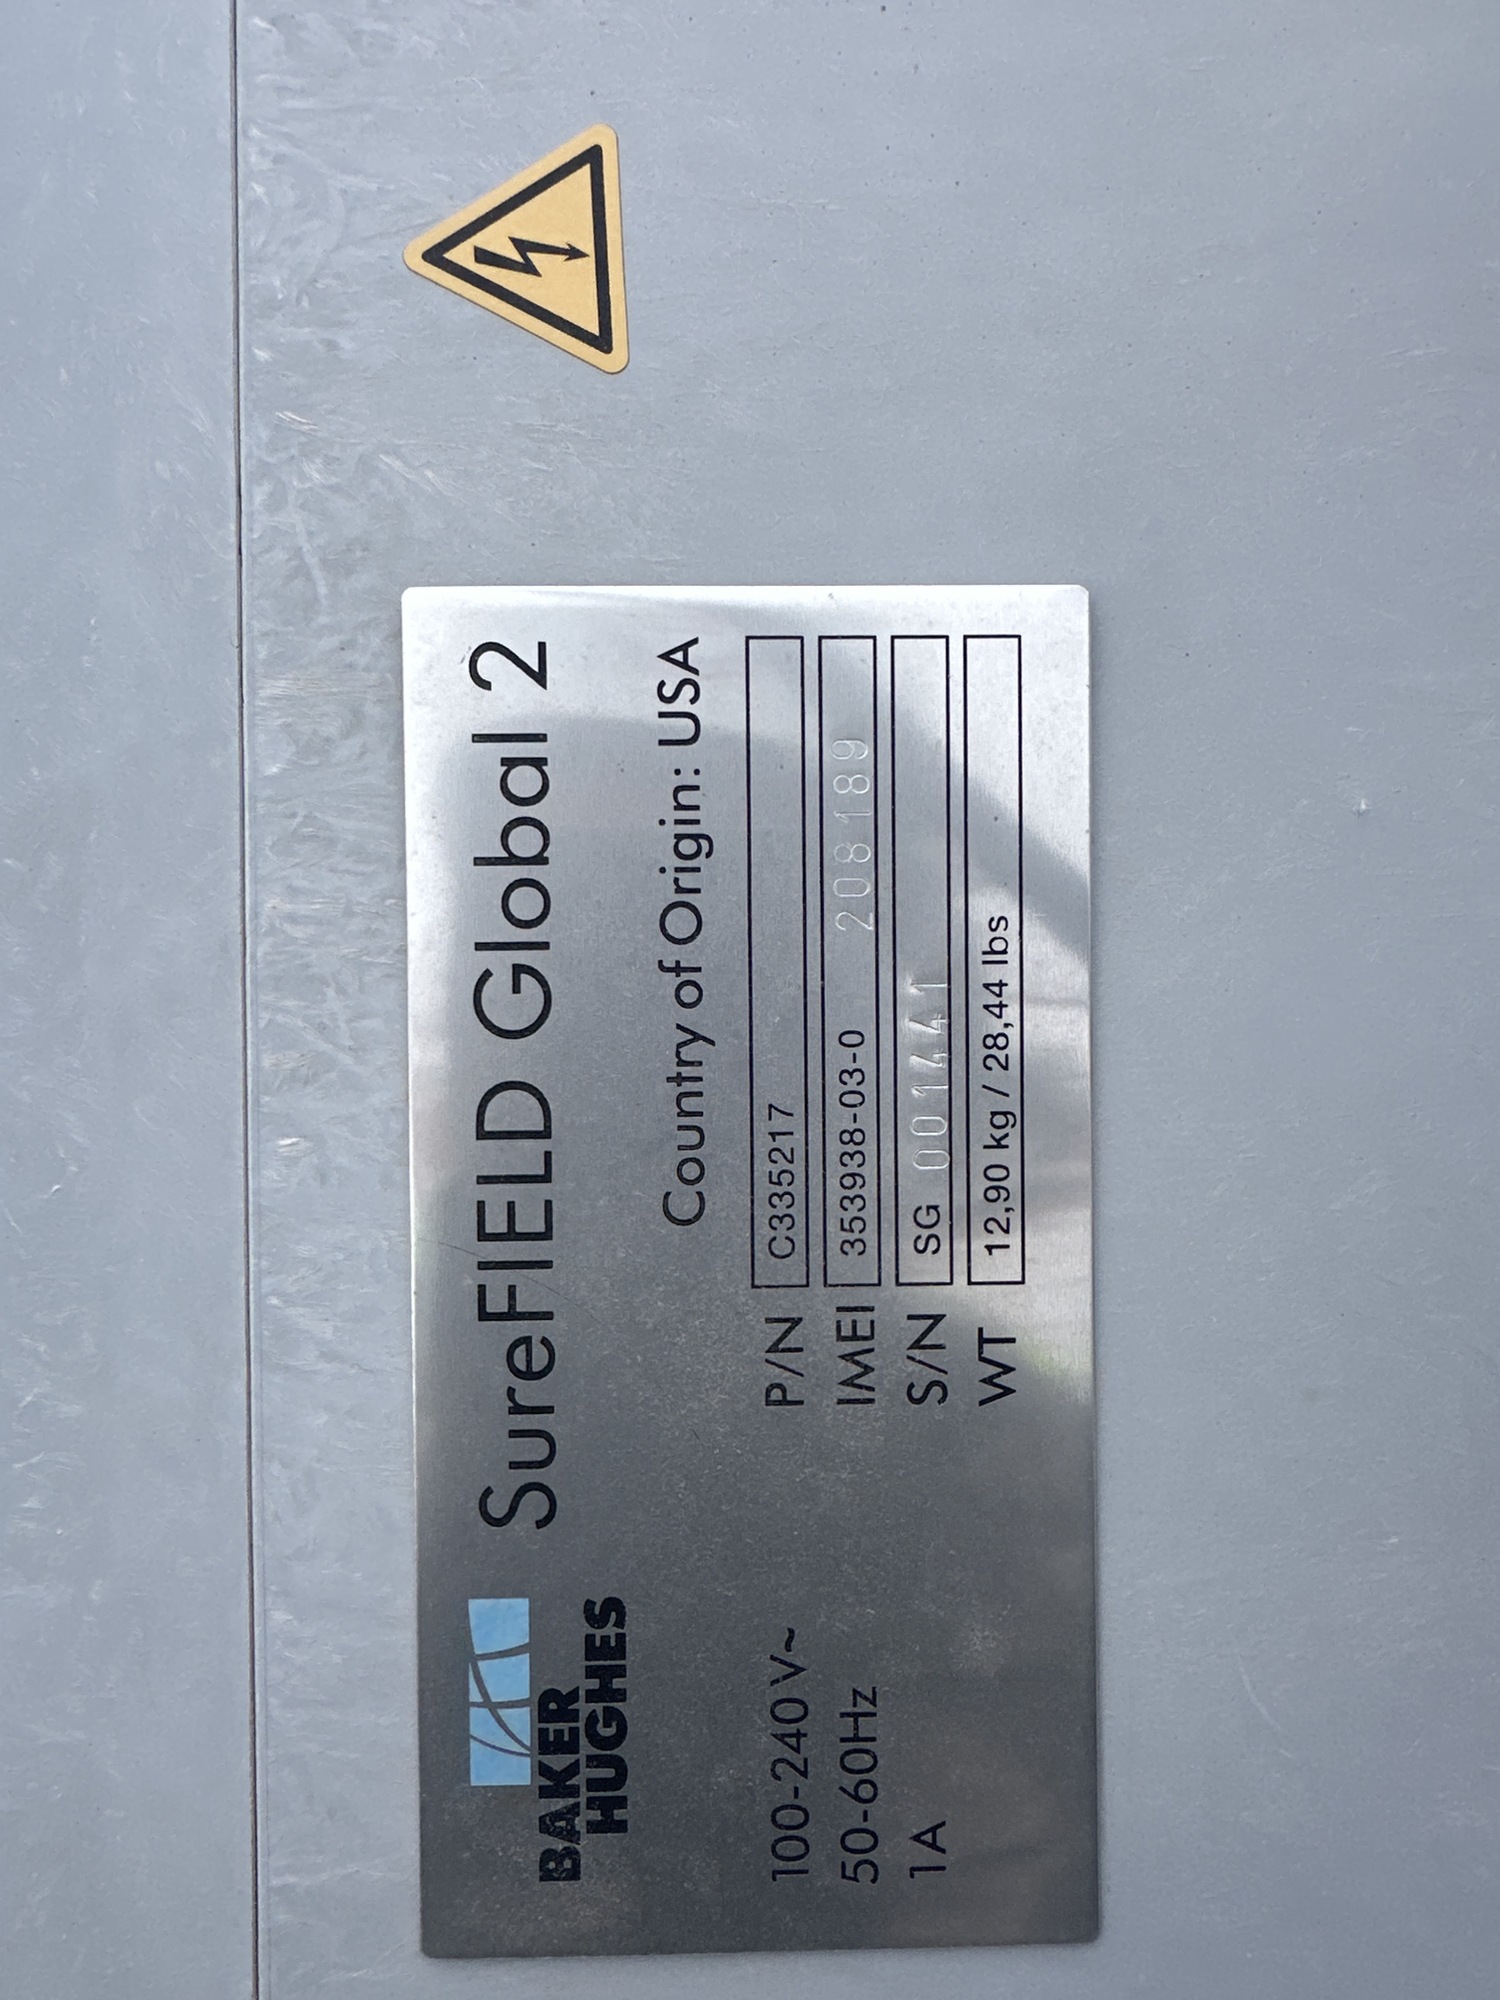 BAKER
HUGHES
SureFIELD Global 2
Country of Origin: USA
100-240V~
50-60Hz
1A
P/N C335217
IMEI 353938-03-0 208189
S/N SG 001441
WT 12,90 kg / 28,44 lbs